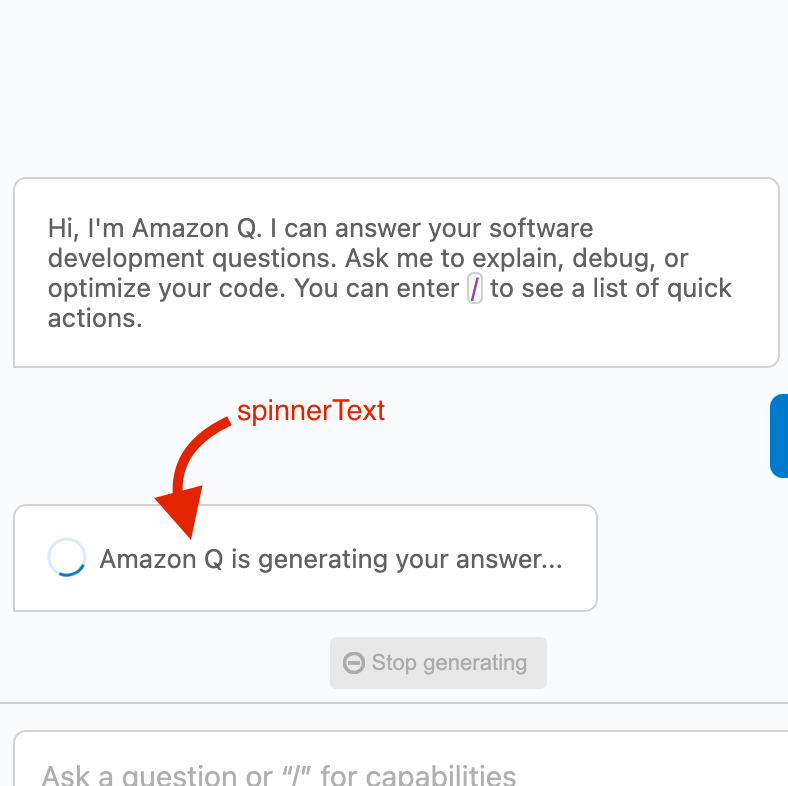 Hi, I'm Amazon Q. I can answer your software
development questions. Ask me to explain, debug, or
optimize your code. You can enter / to see a list of quick
actions.
spinnerText
Amazon Q is generating your answer...
Stop generating
Ask a question or “/” for capabilities